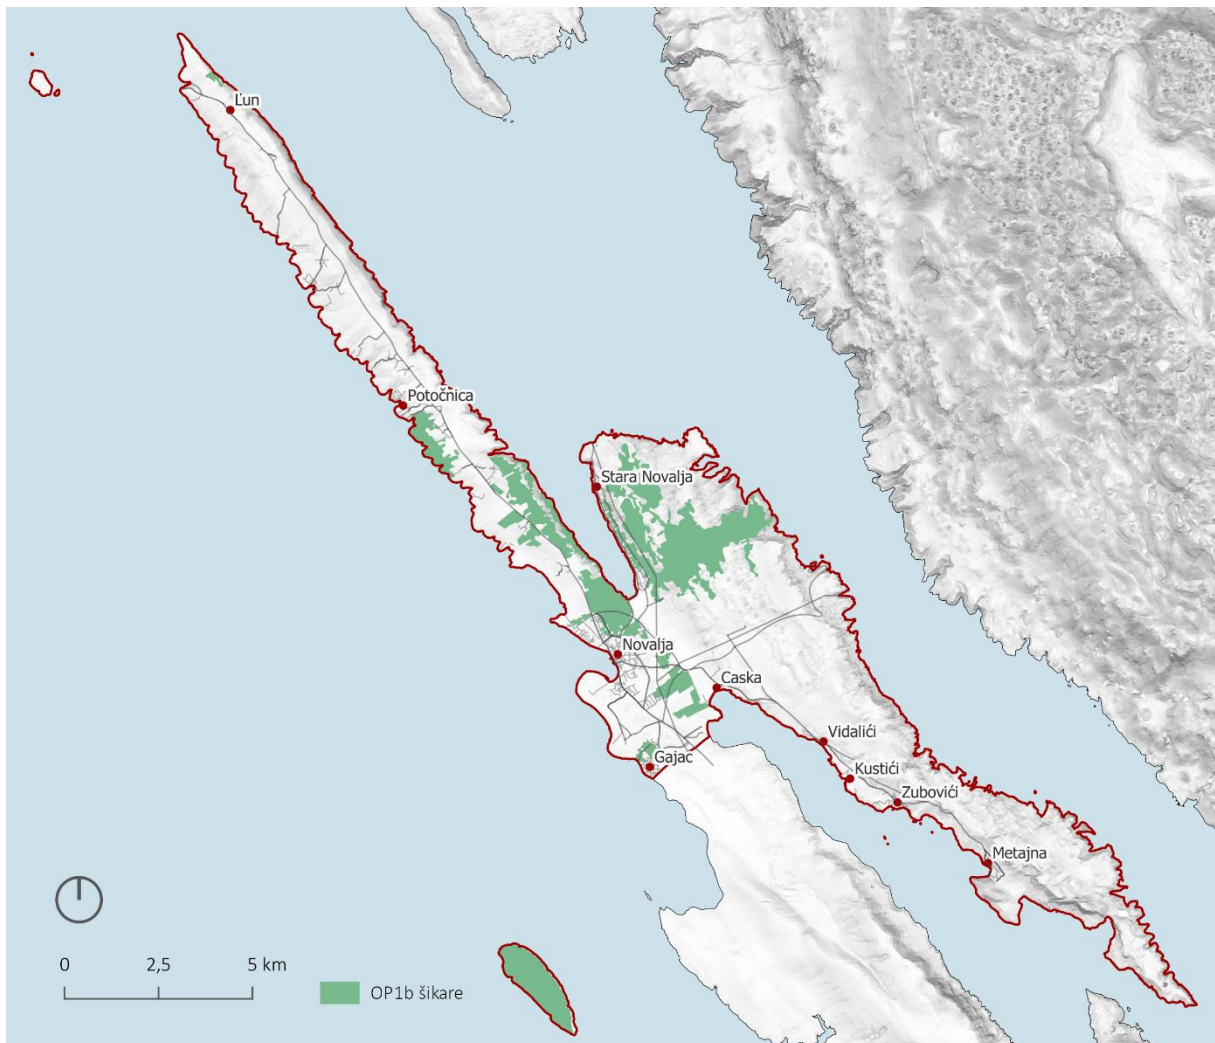 Lun
Potočnica
Stara Novalja
Novalja
Caska
Vidalići
Gajac
Kustići
Zubovići
Metajna
0 2,5 5 km
OP1b šikare